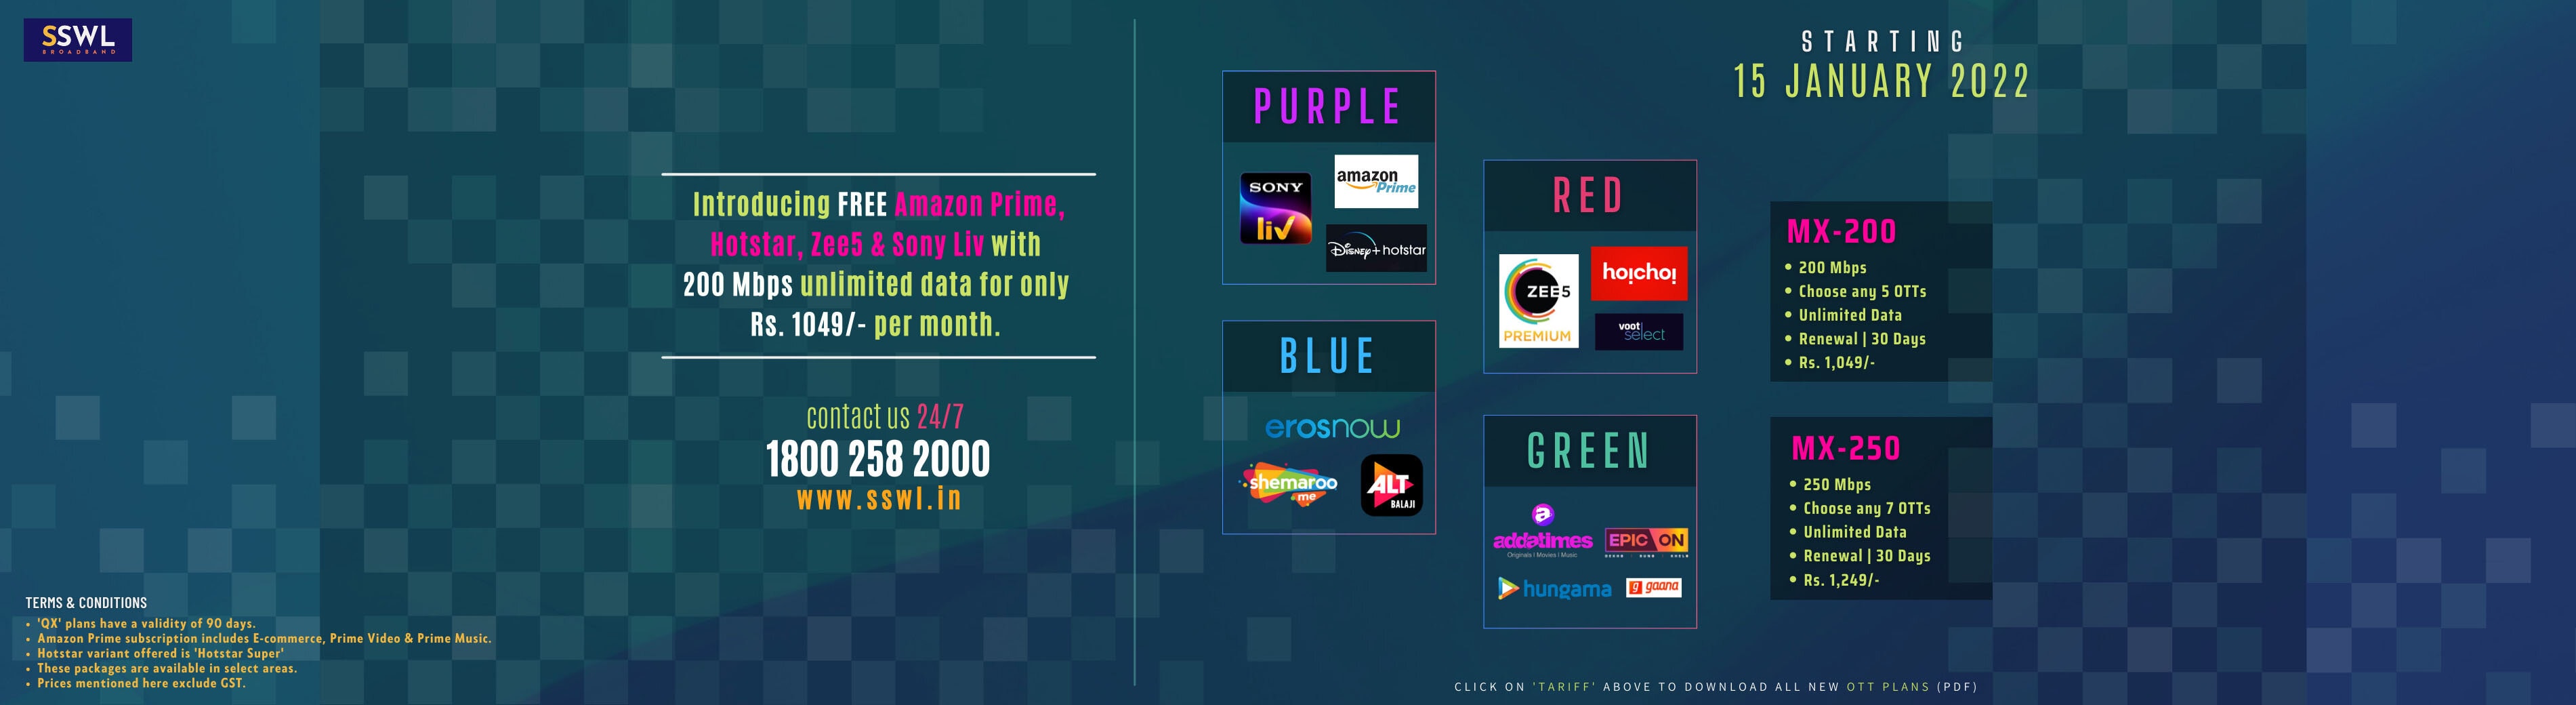 SSWL
BROADBAND
Introducing FREE Amazon Prime,
Hotstar, Zee5 & Sony Liv with
200 Mbps unlimited data for only
Rs. 1049/- per month.
contact us 24/7
1800 258 2000
www.sswl.in
TERMS & CONDITIONS
• 'QX' plans have a validity of 90 days.
• Amazon Prime subscription includes E-commerce, Prime Video & Prime Music.
• Hotstar variant offered is 'Hotstar Super'
• These packages are available in select areas.
• Prices mentioned here exclude GST.
STARTING
15 JANUARY 2022
PURPLE
SONY
liv
amazon
Prime
Disney+ hotstar
BLUE
erosnow
shemaroo
me
ALT
BALAJI
RED
ZEE5
PREMIUM
hoichoi
voot
select
GREEN
a
addatimes
Originals | Movies | Music
EPIC ON
hungama
g gaana
MX-200
• 200 Mbps
• Choose any 5 OTTs
• Unlimited Data
• Renewal | 30 Days
• Rs. 1,049/-
MX-250
• 250 Mbps
• Choose any 7 OTTs
• Unlimited Data
• Renewal | 30 Days
• Rs. 1,249/-
CLICK ON 'TARIFF' ABOVE TO DOWNLOAD ALL NEW OTT PLANS (PDF)